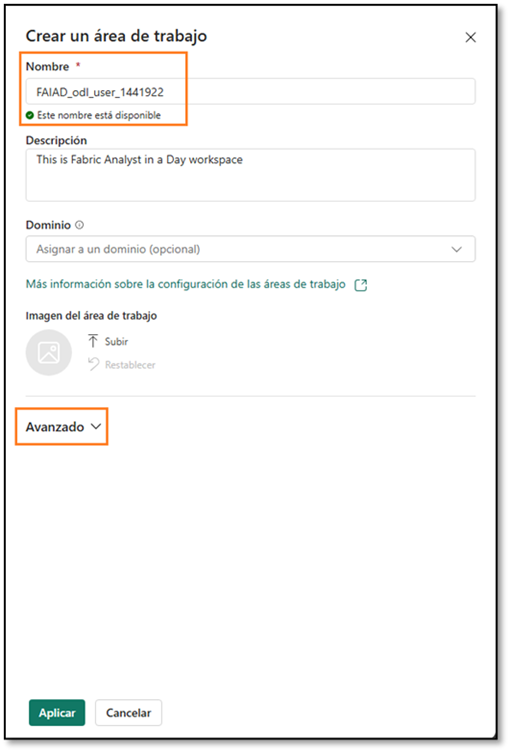 Crear un área de trabajo
Nombre *
FAIAD_odl_user_1441922
Este nombre está disponible
Descripción
This is Fabric Analyst in a Day workspace
Dominio
Asignar a un dominio (opcional)
Más información sobre la configuración de las áreas de trabajo
Imagen del área de trabajo
Subir
Restablecer
Avanzado
Aplicar Cancelar